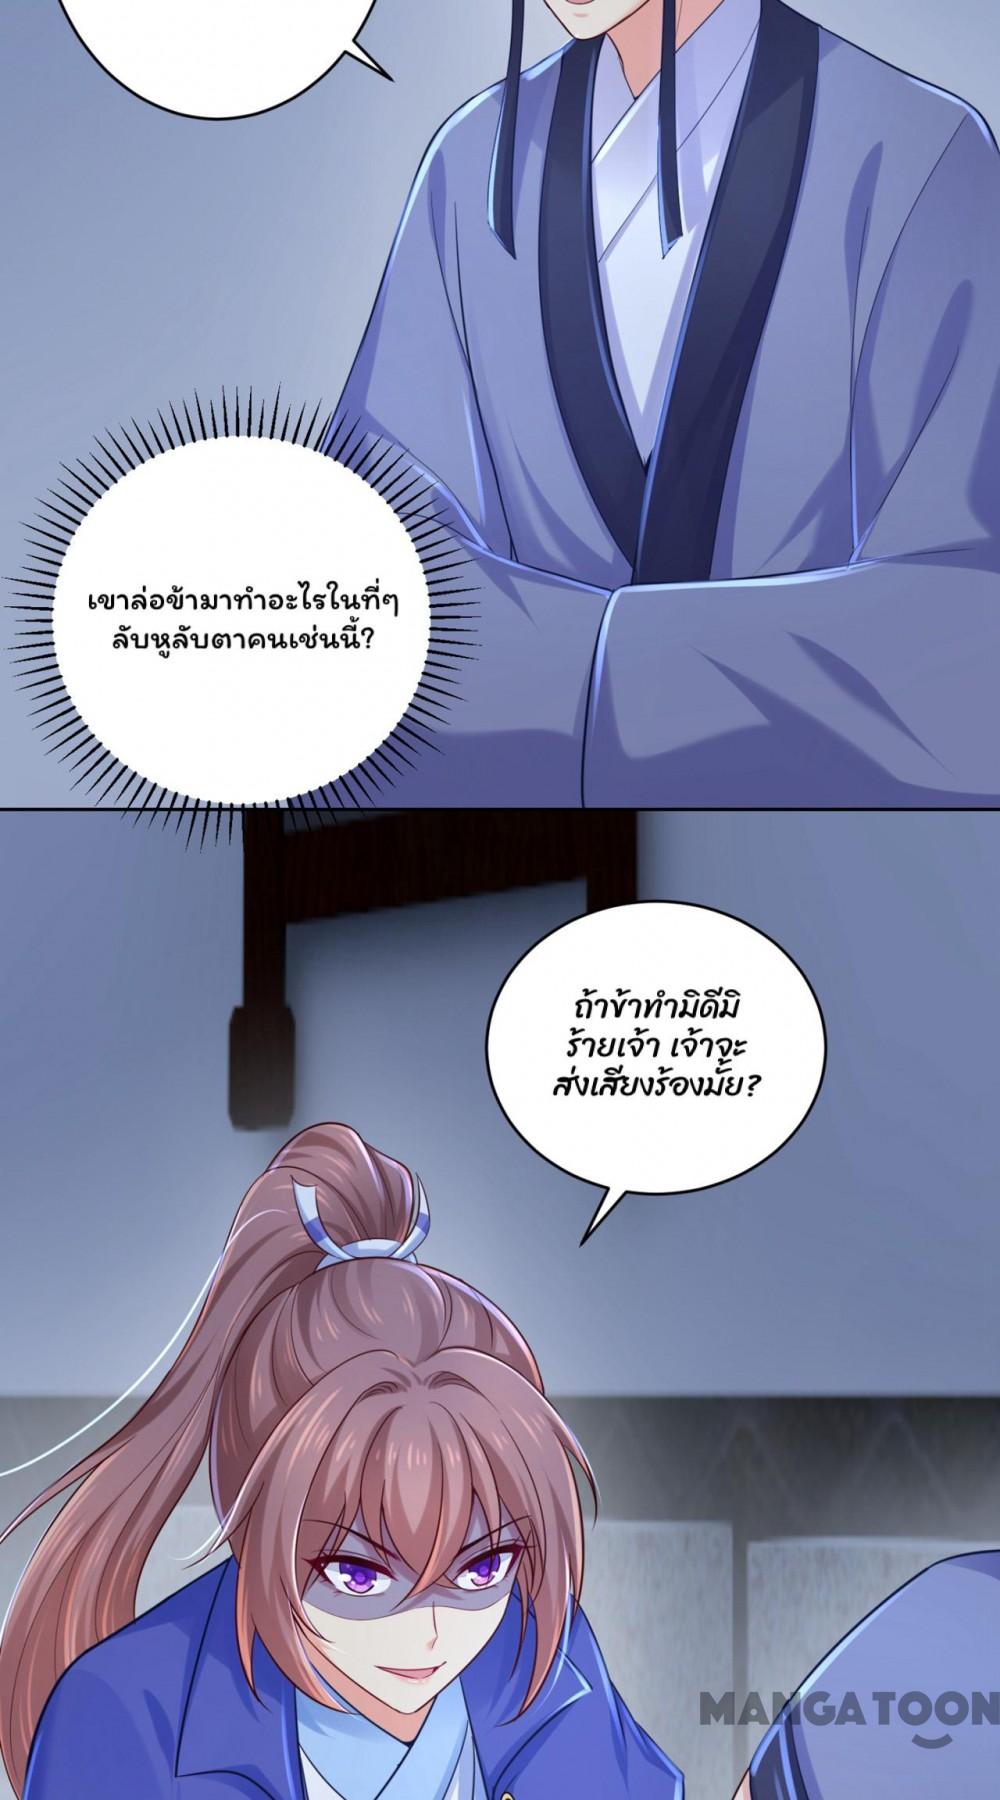 เขาล่อข้ามาทำอะไรในที่ๆ
ลับหูลับตาคนเช่นนี้?
ถ้าข้าทำมิดีมิ
ร้ายเจ้า เจ้าจะ
ส่งเสียงร้องมั้ย?
MANGATOON